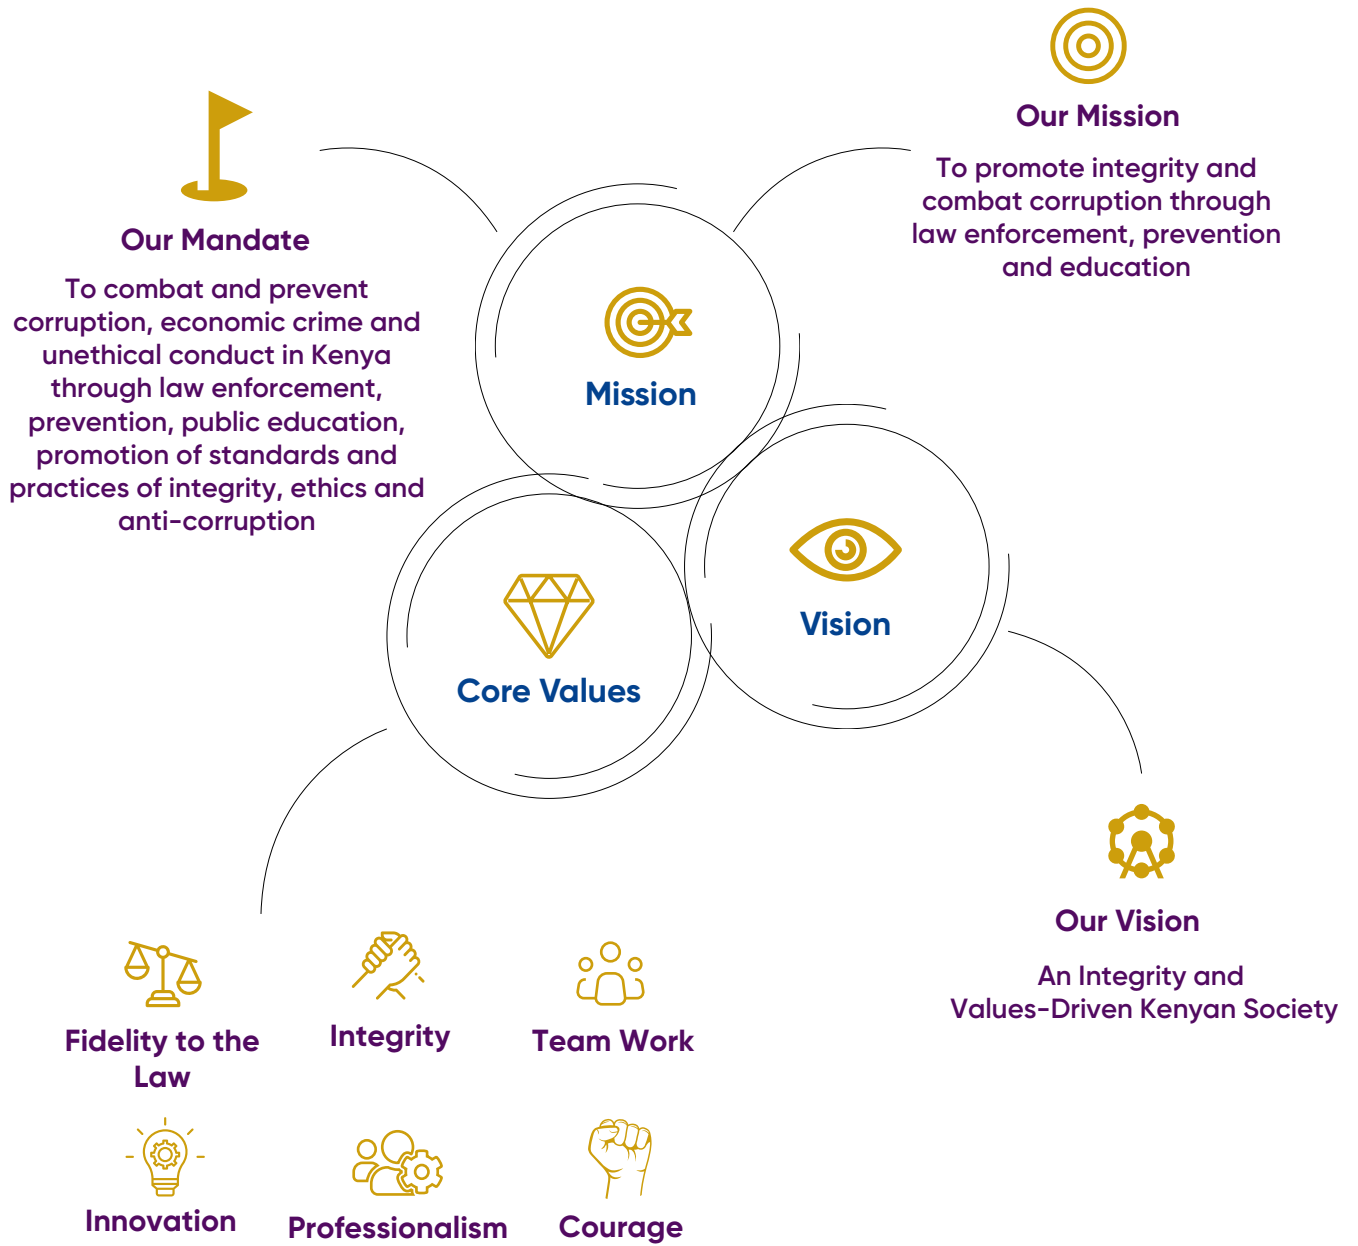 Our Mandate
To combat and prevent
corruption, economic crime and
unethical conduct in Kenya
through law enforcement,
prevention, public education,
promotion of standards and
practices of integrity, ethics and
anti-corruption
Our Mission
To promote integrity and
combat corruption through
law enforcement, prevention
and education
Mission
Vision
Core Values
Our Vision
An Integrity and
Values-Driven Kenyan Society
Fidelity to the
Law
Integrity
Team Work
Innovation
Professionalism
Courage